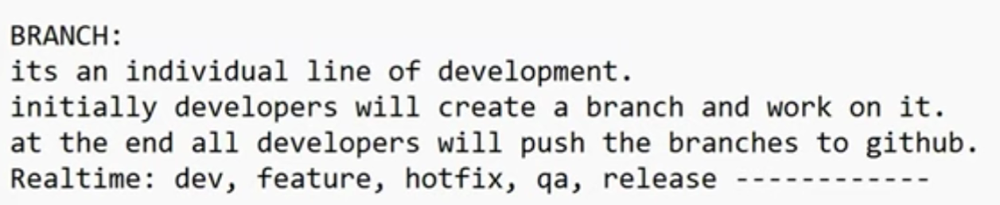 BRANCH:
its an individual line of development.
initially developers will create a branch and work on it.
at the end all developers will push the branches to github.
Realtime: dev, feature, hotfix, qa, release ------------